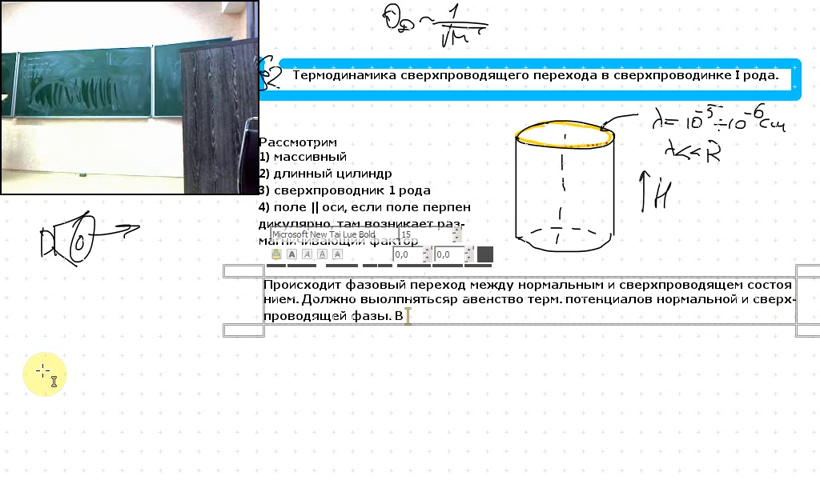 Θ_D ~ 1/√M
Термодинамика сверхпроводящего перехода в сверхпроводинке I рода.
λ = 10⁻⁵ ÷ 10⁻⁶ см
λ << R
H
Рассмотрим
1) массивный
2) длинный цилиндр
3) сверхпроводник 1 рода
4) поле || оси, если поле перпен
дикулярно, там возникает раз-
магничивающий фактор
Microsoft New Tai Lue Bold 15
A A A A A 0,0 0,0
Происходит фазовый переход между нормальным и сверхпроводящем состоя
нием. Должно выюлпнятьсяр авенство терм. потенциалов нормальной и сверх-
проводящей фазы. В